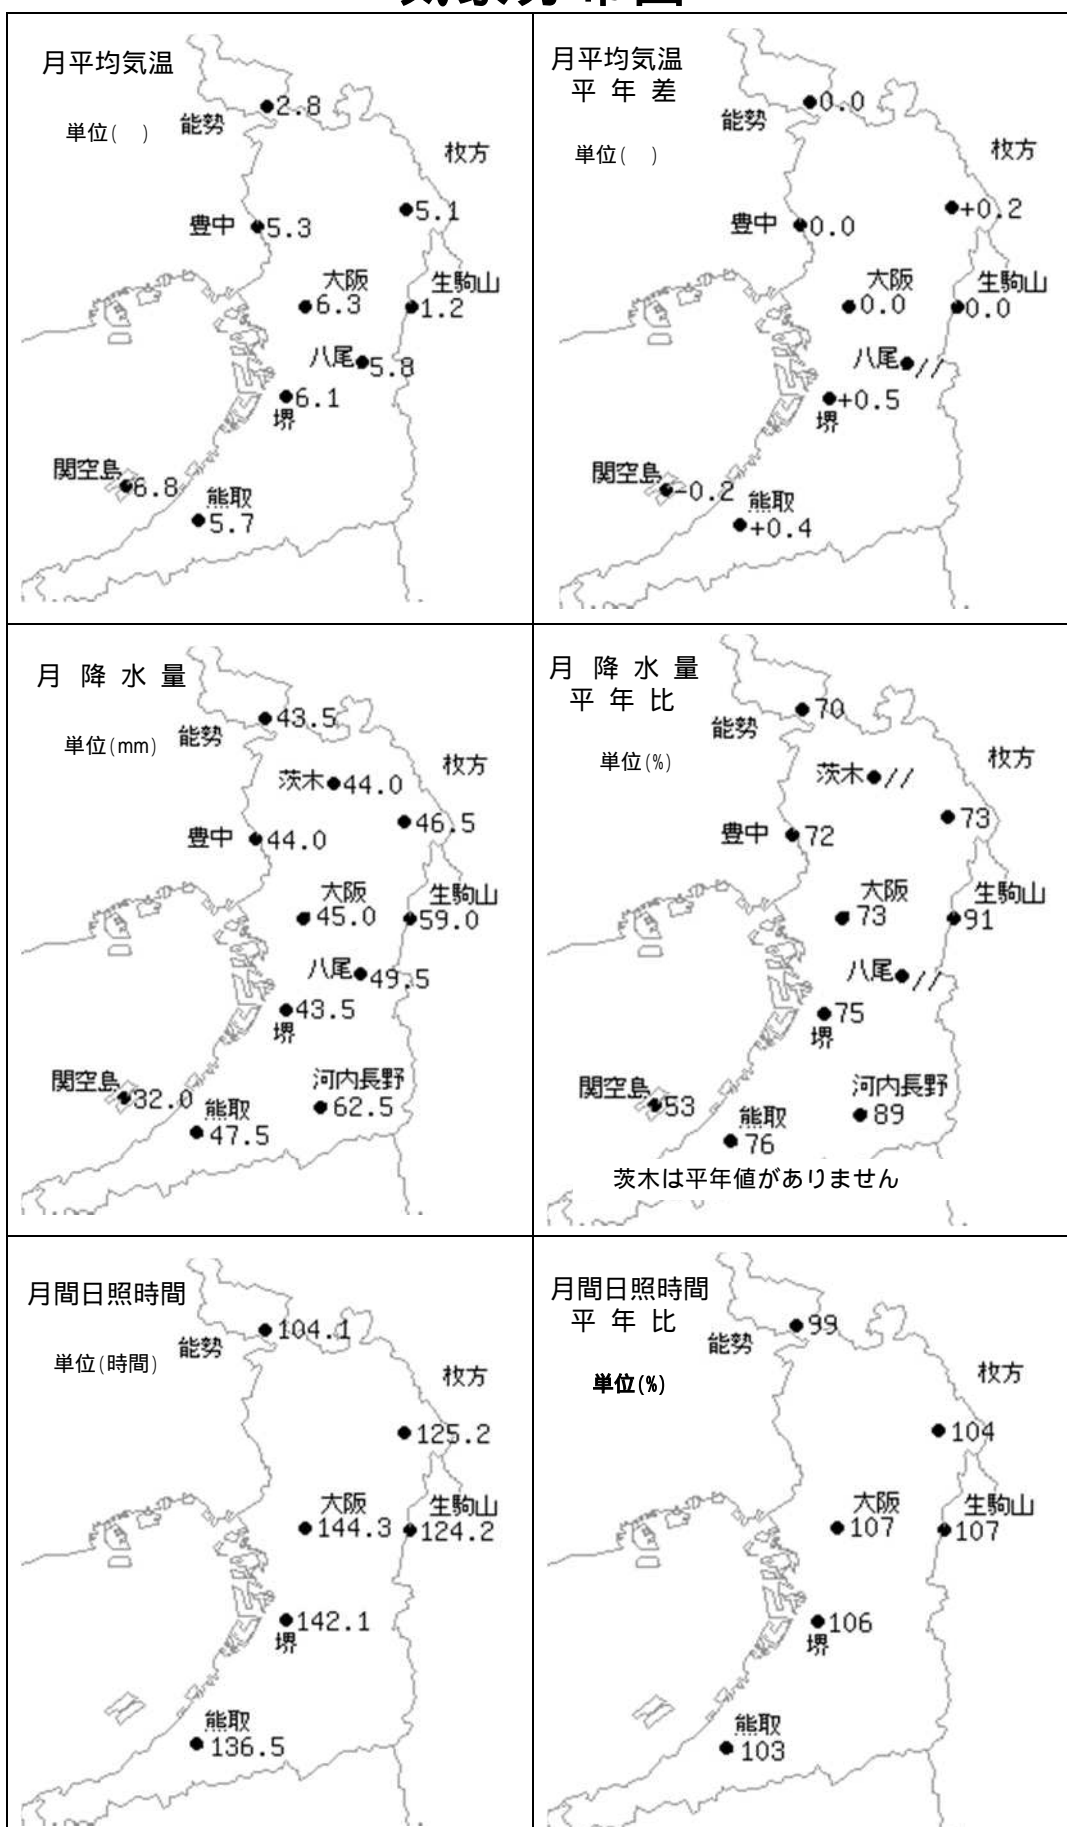 月平均気温
単位(　)
能勢
2.8
枚方
5.1
豊中
5.3
大阪
6.3
生駒山
1.2
八尾
5.8
6.1
堺
関空島
6.8
熊取
5.7
月平均気温
平 年 差
単位(　)
能勢
0.0
枚方
+0.2
豊中
0.0
大阪
0.0
生駒山
0.0
八尾
//
+0.5
堺
関空島
-0.2
熊取
+0.4
月 降 水 量
単位(mm)
能勢
43.5
枚方
茨木
44.0
46.5
豊中
44.0
大阪
45.0
生駒山
59.0
八尾
49.5
43.5
堺
関空島
32.0
河内長野
62.5
熊取
47.5
月 降 水 量
平 年 比
単位(%)
能勢
70
枚方
茨木
//
73
豊中
72
大阪
73
生駒山
91
八尾
//
75
堺
関空島
53
河内長野
89
熊取
76
茨木は平年値がありません
月間日照時間
単位(時間)
能勢
104.1
枚方
125.2
大阪
144.3
生駒山
124.2
142.1
堺
熊取
136.5
月間日照時間
平 年 比
単位(%)
能勢
99
枚方
104
大阪
107
生駒山
107
106
堺
熊取
103